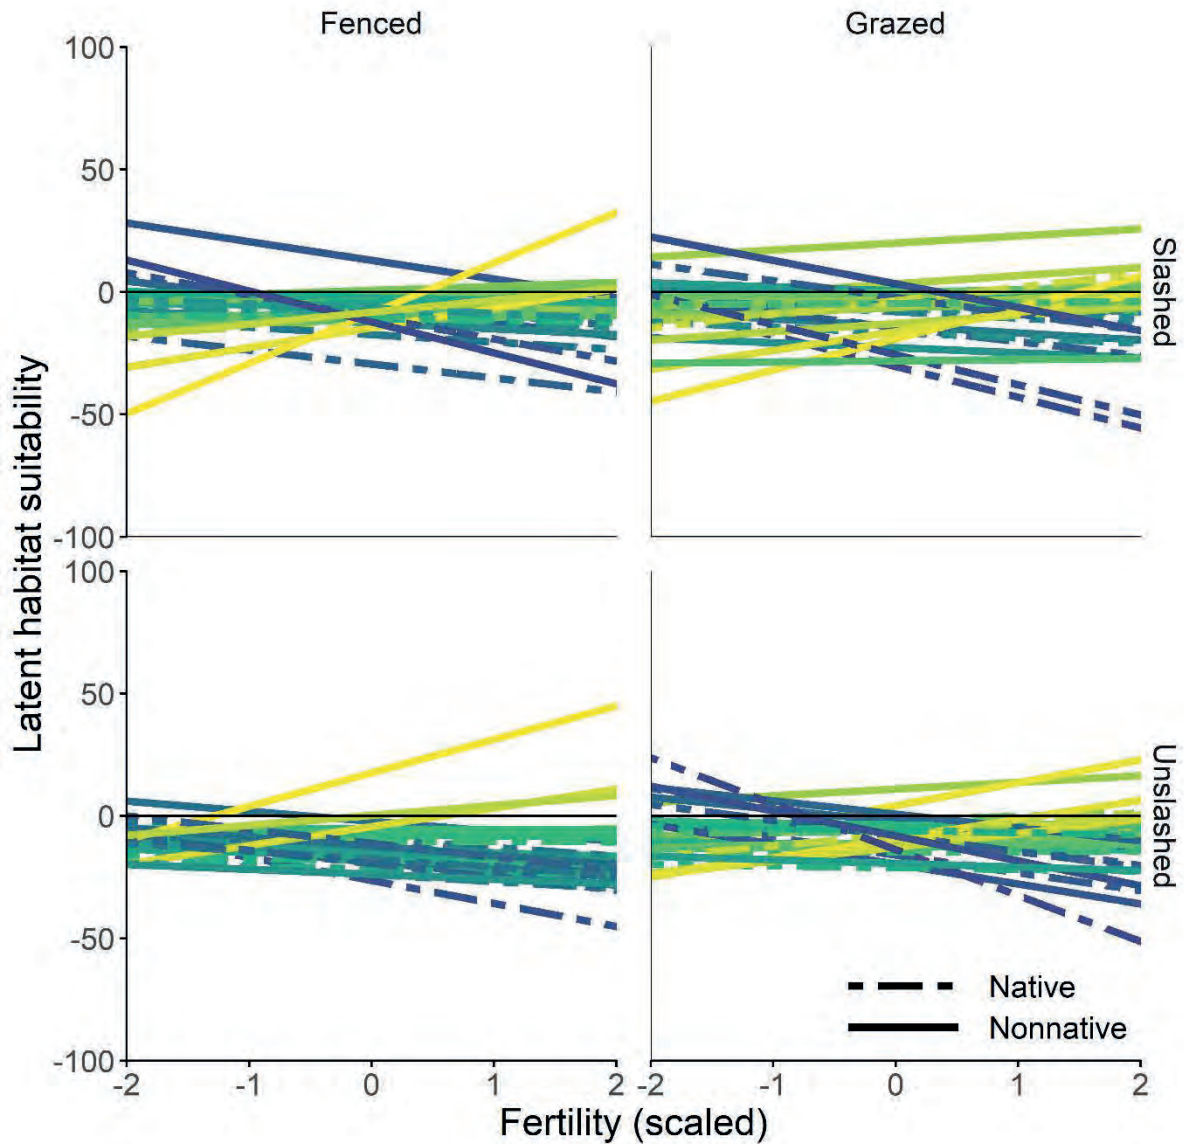 Fenced
Grazed
100
50
0
-50
-100
Slashed
Latent habitat suitability
100
50
0
-50
-100
Unslashed
Native
Nonnative
-2 -1 0 1 2
-2 -1 0 1 2
Fertility (scaled)